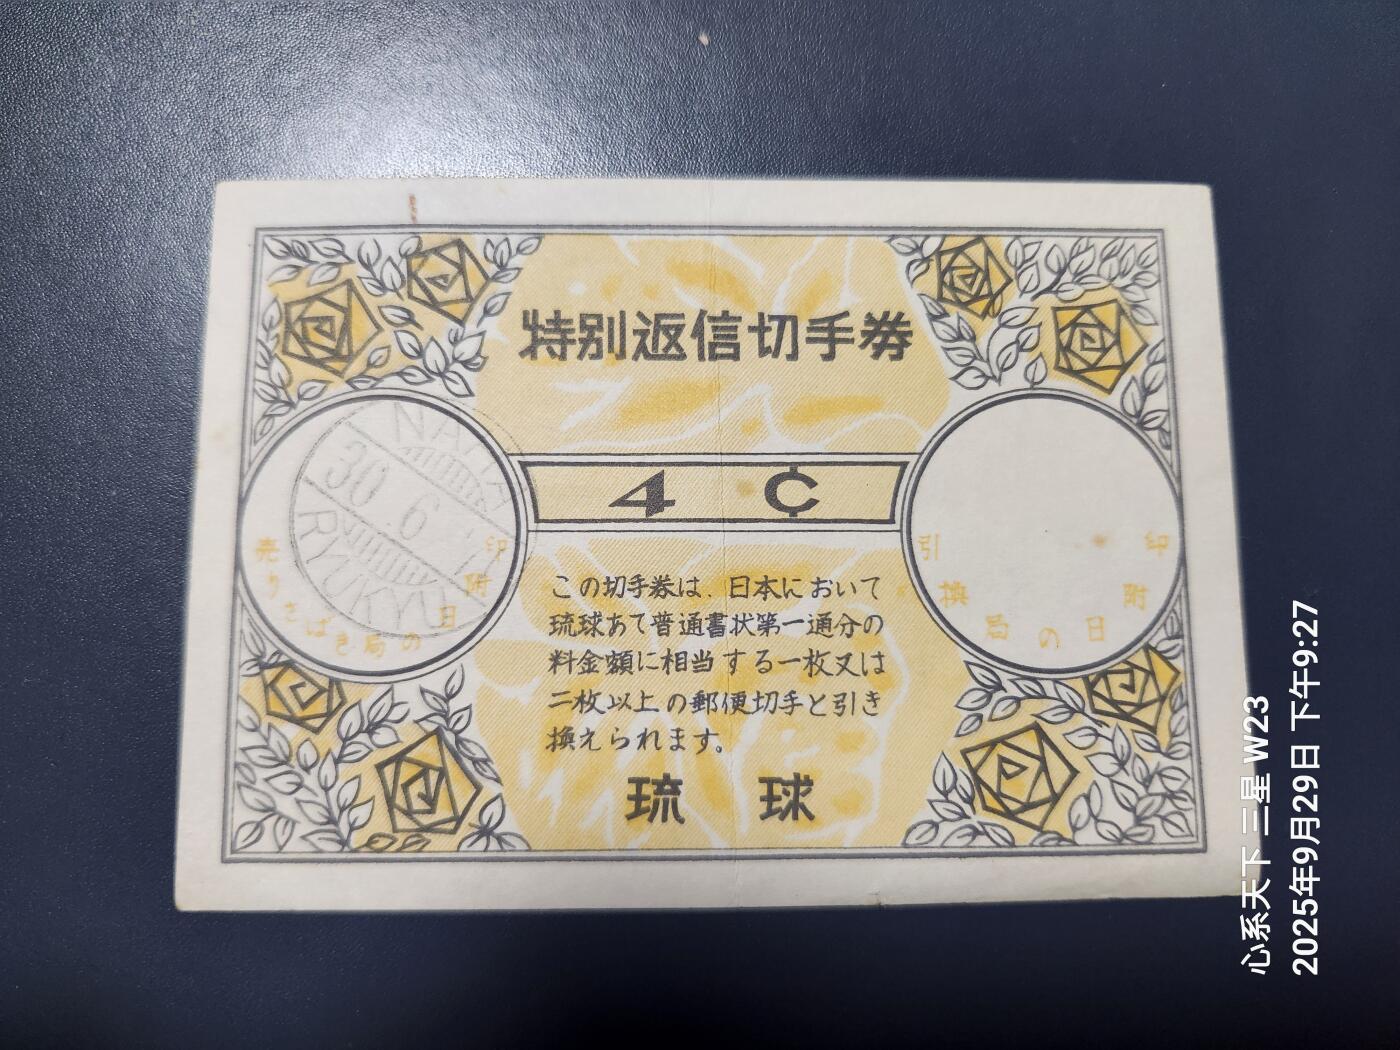 特別返信切手券
4 ¢
NAHA
30.6
RYUKYU
売りさばき局の日附印
引換局の日附印
この切手券は、日本において
琉球あて普通書状第一通分の
料金額に相当する一枚又は
二枚以上の郵便切手と引き
換えられます。
琉球
心系天下 三星 W23
2025年9月29日 下午9:27